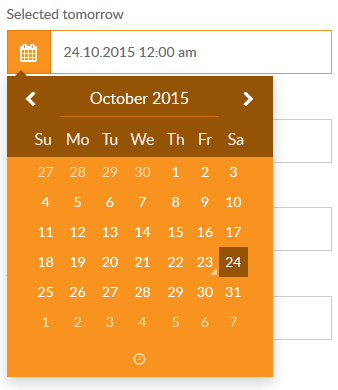 Selected tomorrow
24.10.2015 12:00 am
October 2015
Su Mo Tu We Th Fr Sa
27 28 29 30 1 2 3
4 5 6 7 8 9 10
11 12 13 14 15 16 17
18 19 20 21 22 23 24
25 26 27 28 29 30 31
1 2 3 4 5 6 7